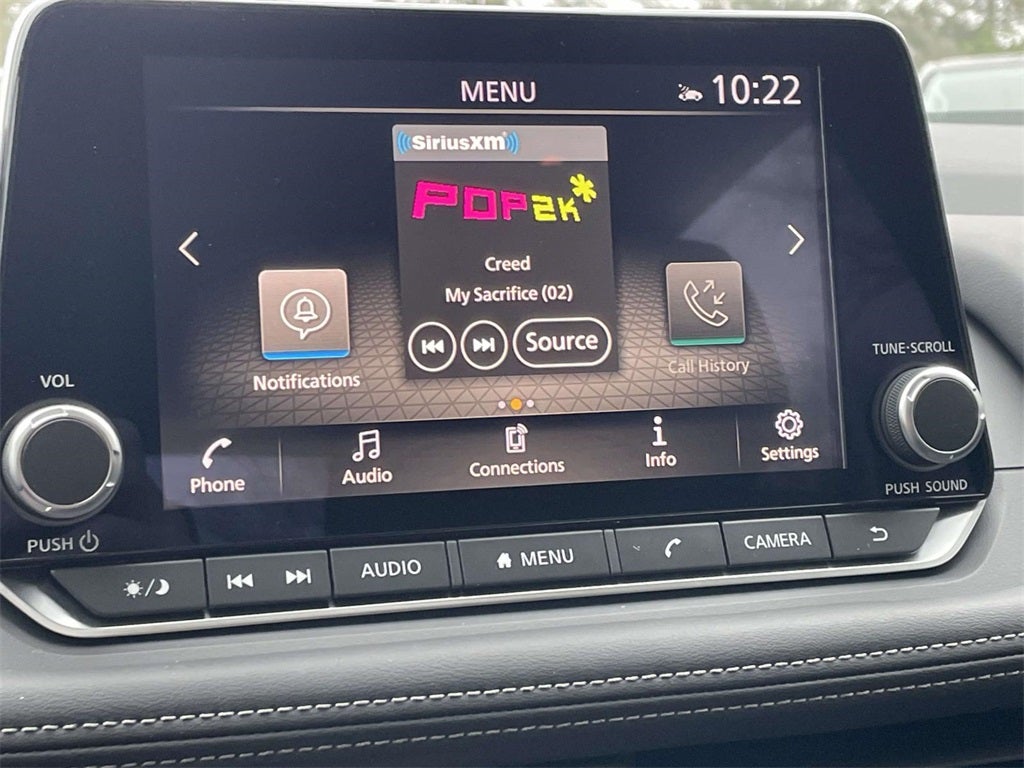 MENU
10:22
SiriusXM
POP2K*
Creed
My Sacrifice (02)
Source
Notifications
Call History
Phone
Audio
Connections
Info
Settings
VOL
PUSH
TUNE·SCROLL
PUSH SOUND
AUDIO
MENU
CAMERA